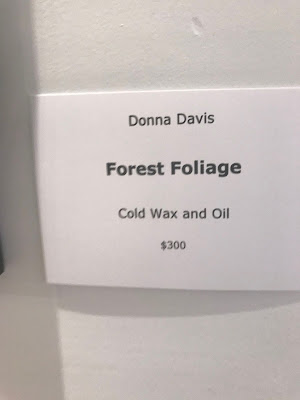 Donna Davis
Forest Foliage
Cold Wax and Oil
$300